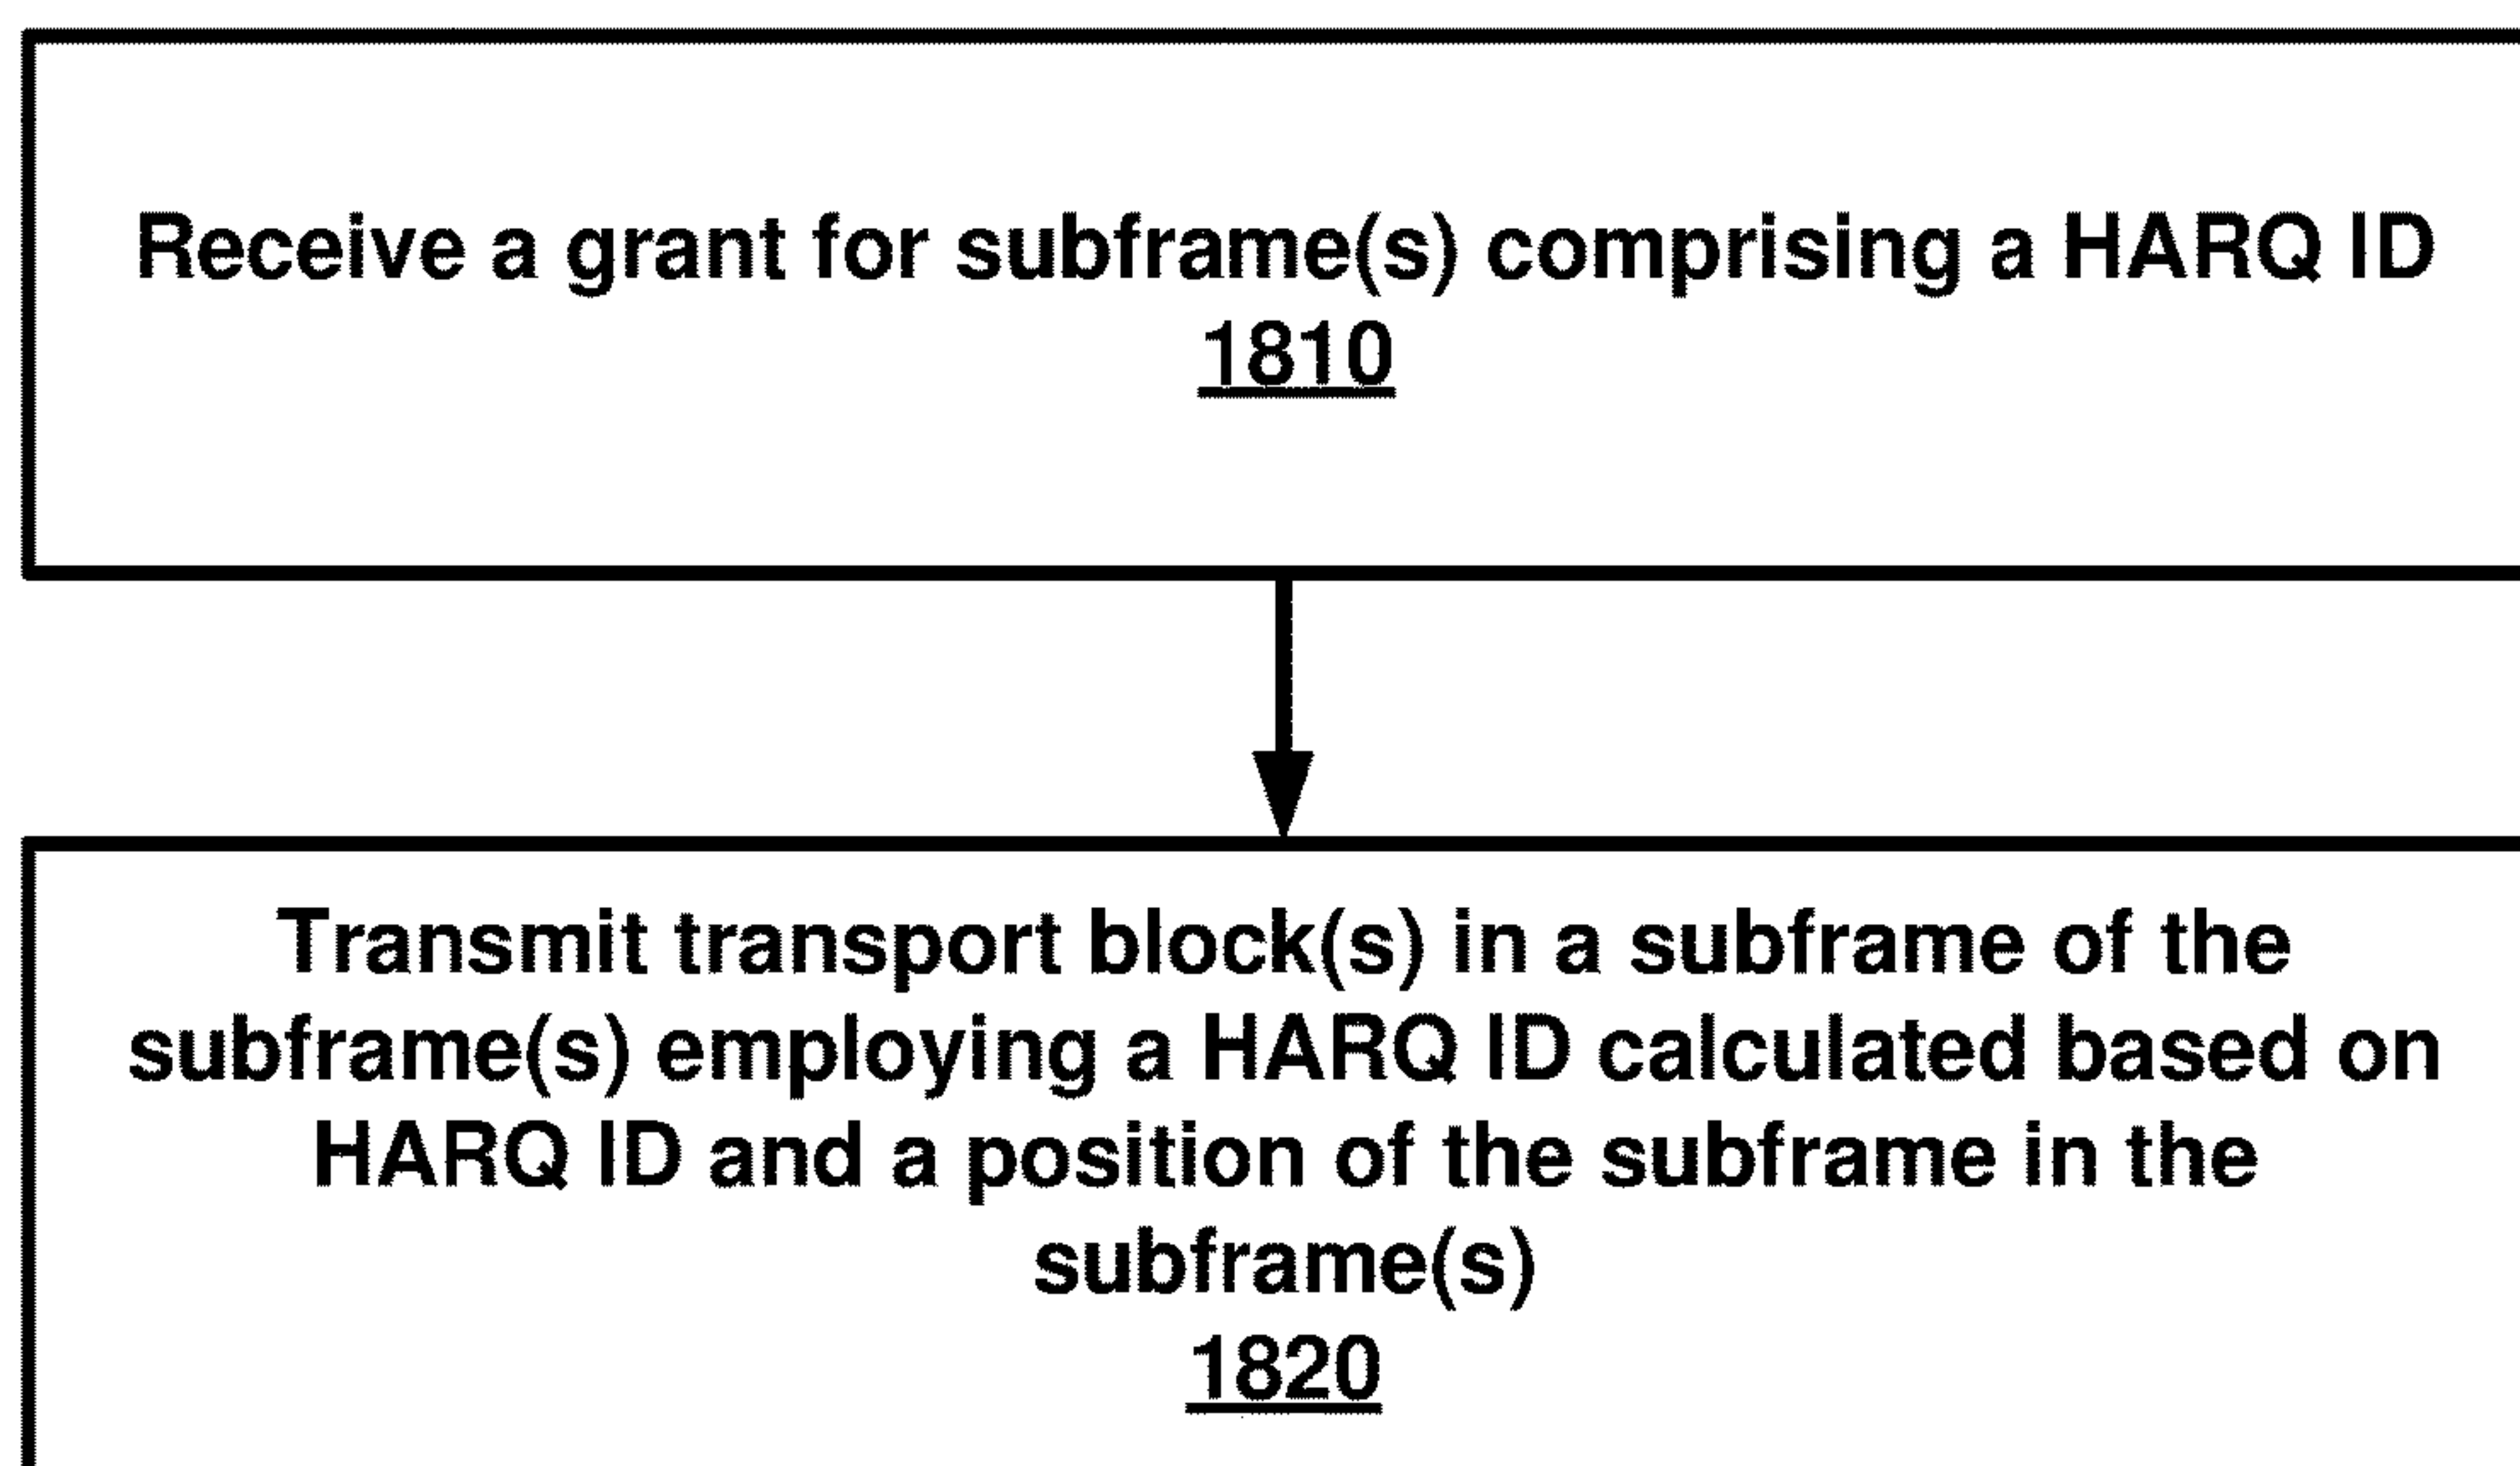 Receive a grant for subframe(s) comprising a HARQ ID
1810
Transmit transport block(s) in a subframe of the
subframe(s) employing a HARQ ID calculated based on
HARQ ID and a position of the subframe in the
subframe(s)
1820